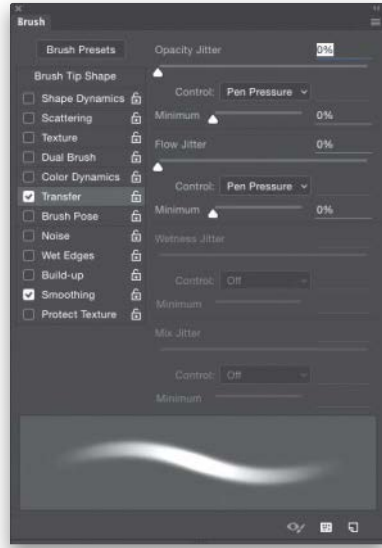 Brush
Brush Presets
Brush Tip Shape
Shape Dynamics
Scattering
Texture
Dual Brush
Color Dynamics
Transfer
Brush Pose
Noise
Wet Edges
Build-up
Smoothing
Protect Texture
Opacity Jitter 0%
Control: Pen Pressure
Minimum 0%
Flow Jitter 0%
Control: Pen Pressure
Minimum 0%
Wetness Jitter
Control: Off
Minimum
Mix Jitter
Control: Off
Minimum